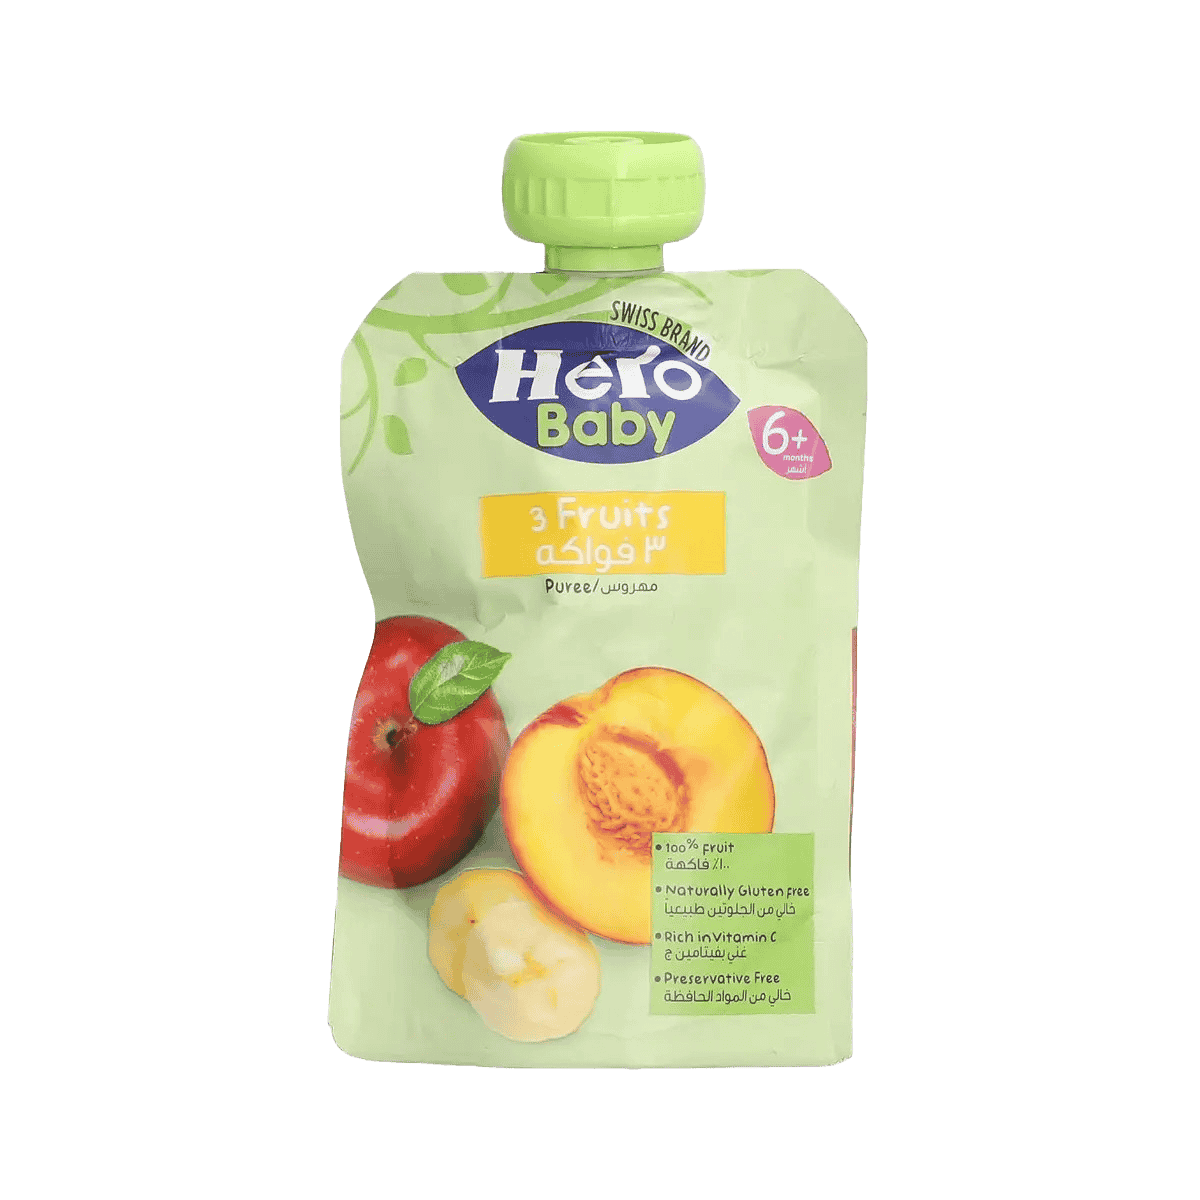 SWISS BRAND
Hero
Baby
6+
months
أشهر
3 Fruits
٣ فواكه
Puree/مهروس
• 100% Fruit
١٠٠٪ فاكهة
• Naturally Gluten Free
خالي من الجلوتين طبيعياً
• Rich in Vitamin C
غني بفيتامين ج
• Preservative Free
خالي من المواد الحافظة